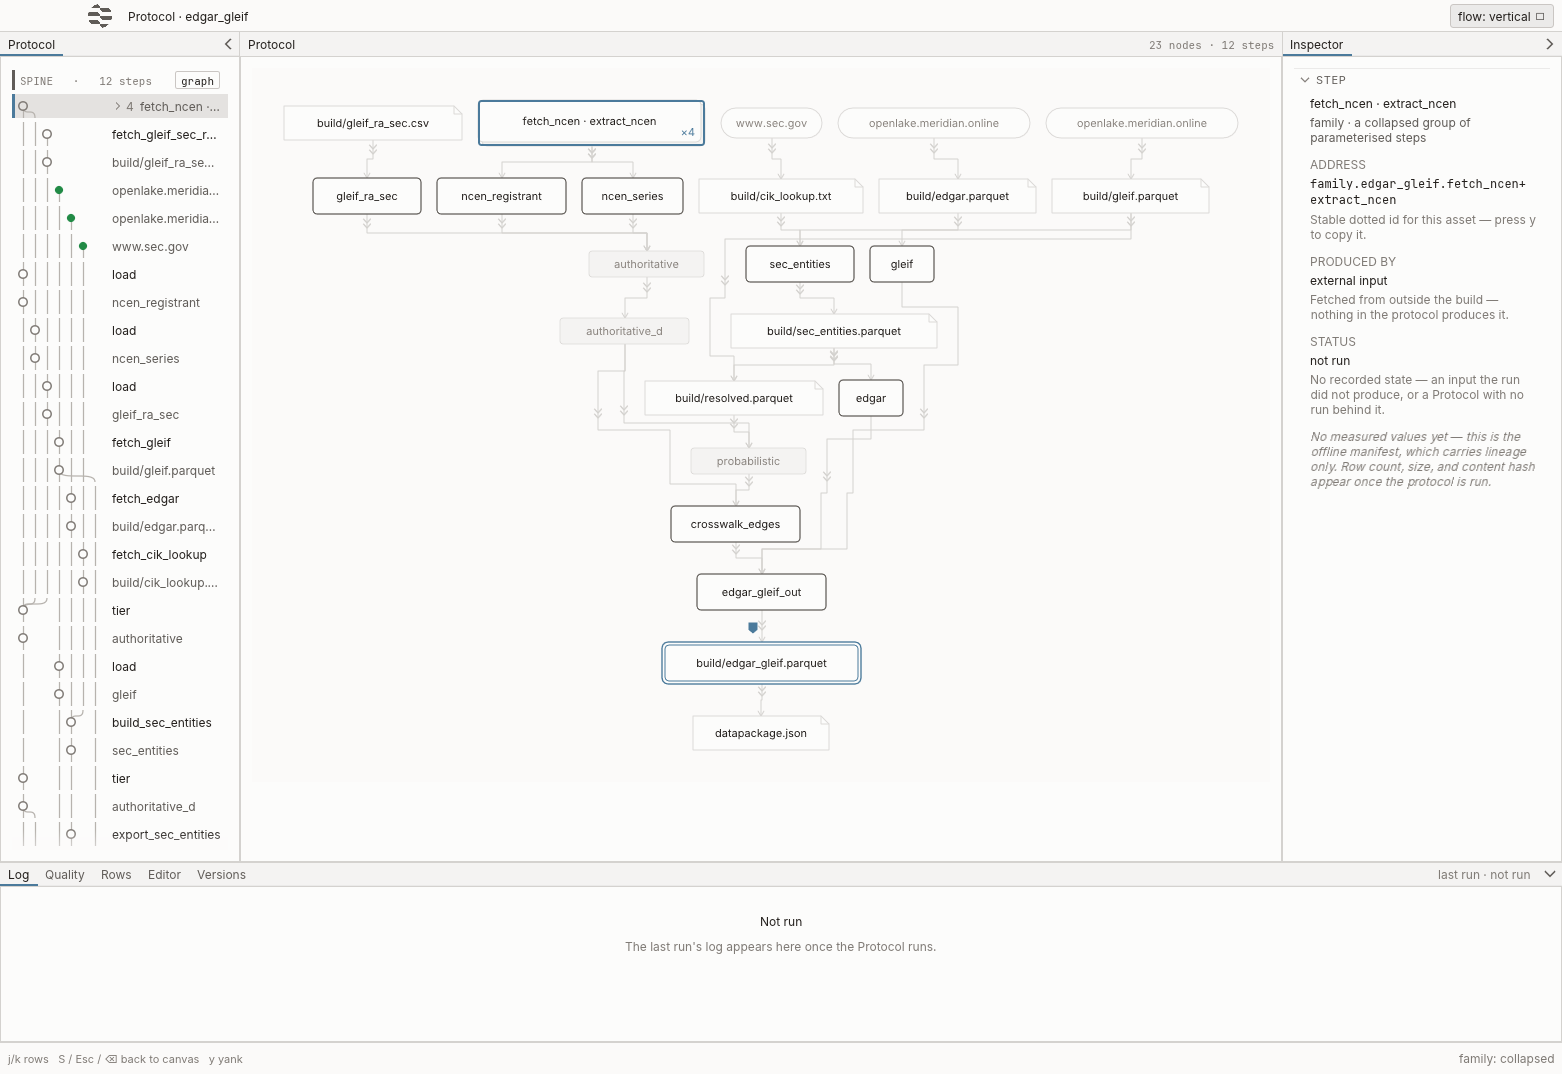 Protocol · edgar_gleif
flow: vertical
Protocol
SPINE · 12 steps graph
4 fetch_ncen ·...
fetch_gleif_sec_r...
build/gleif_ra_se...
openlake.meridia...
openlake.meridia...
www.sec.gov
load
ncen_registrant
load
ncen_series
load
gleif_ra_sec
fetch_gleif
build/gleif.parquet
fetch_edgar
build/edgar.parq...
fetch_cik_lookup
build/cik_lookup....
tier
authoritative
load
gleif
build_sec_entities
sec_entities
tier
authoritative_d
export_sec_entities
Protocol
23 nodes · 12 steps
build/gleif_ra_sec.csv
fetch_ncen · extract_ncen
×4
www.sec.gov
openlake.meridian.online
openlake.meridian.online
gleif_ra_sec
ncen_registrant
ncen_series
build/cik_lookup.txt
build/edgar.parquet
build/gleif.parquet
authoritative
sec_entities
gleif
authoritative_d
build/sec_entities.parquet
build/resolved.parquet
edgar
probabilistic
crosswalk_edges
edgar_gleif_out
build/edgar_gleif.parquet
datapackage.json
Inspector
STEP
fetch_ncen · extract_ncen
family · a collapsed group of
parameterised steps
ADDRESS
family.edgar_gleif.fetch_ncen+
extract_ncen
Stable dotted id for this asset — press y
to copy it.
PRODUCED BY
external input
Fetched from outside the build —
nothing in the protocol produces it.
STATUS
not run
No recorded state — an input the run
did not produce, or a Protocol with no
run behind it.
No measured values yet — this is the
offline manifest, which carries lineage
only. Row count, size, and content hash
appear once the protocol is run.
Log Quality Rows Editor Versions
last run · not run
Not run
The last run's log appears here once the Protocol runs.
j/k rows S / Esc / ⌫ back to canvas y yank
family: collapsed